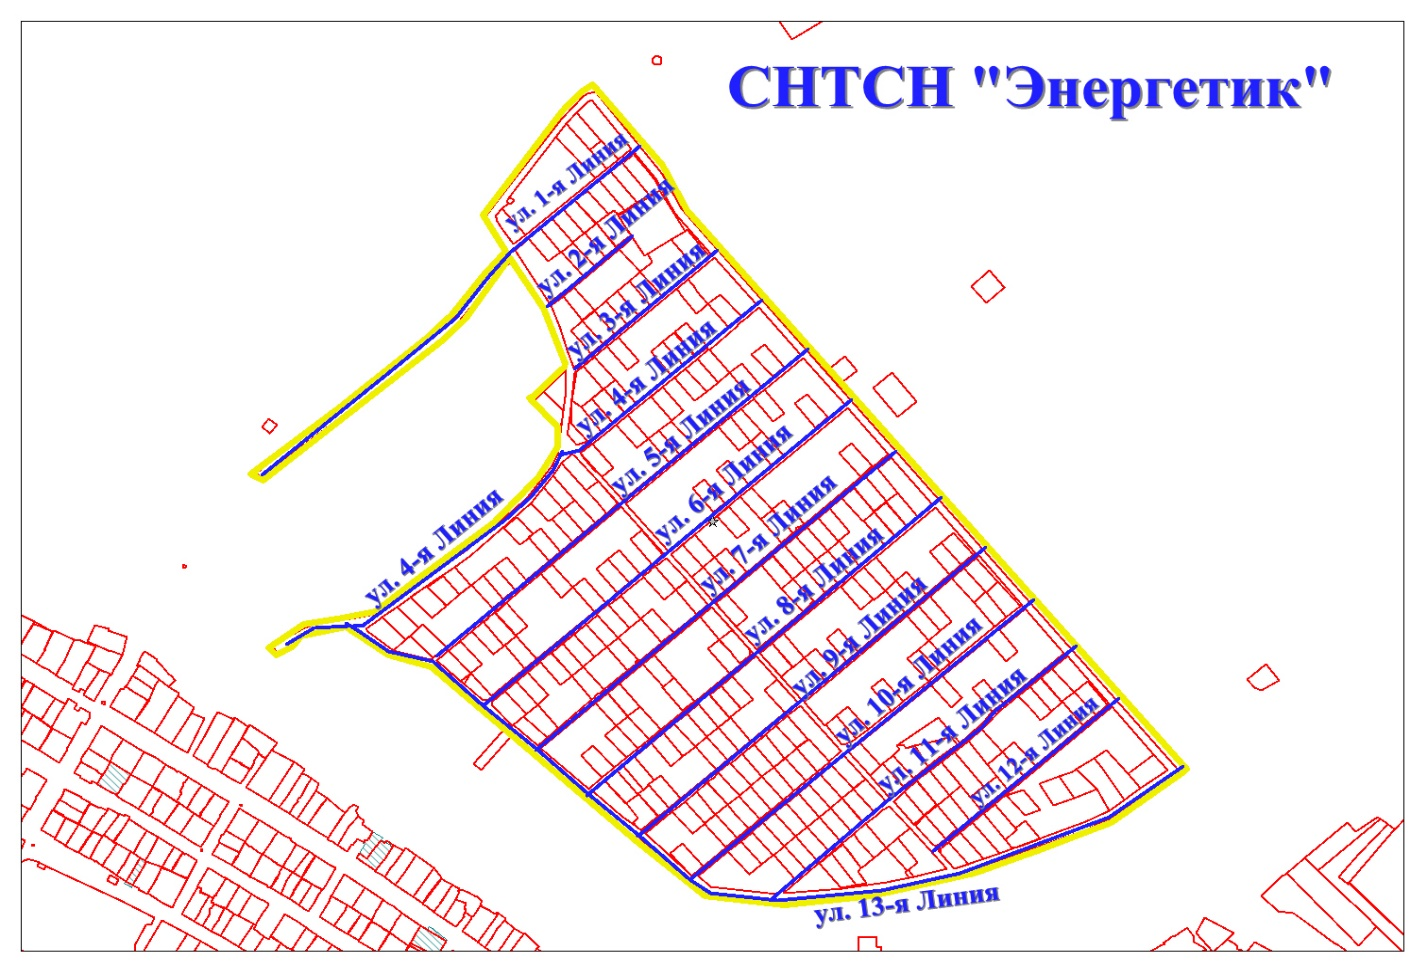 СНТСН "Энергетик"
ул. 1-я Линия
ул. 2-я Линия
ул. 3-я Линия
ул. 4-я Линия
ул. 5-я Линия
ул. 4-я Линия
ул. 6-я Линия
ул. 7-я Линия
ул. 8-я Линия
ул. 9-я Линия
ул. 10-я Линия
ул. 11-я Линия
ул. 12-я Линия
ул. 13-я Линия